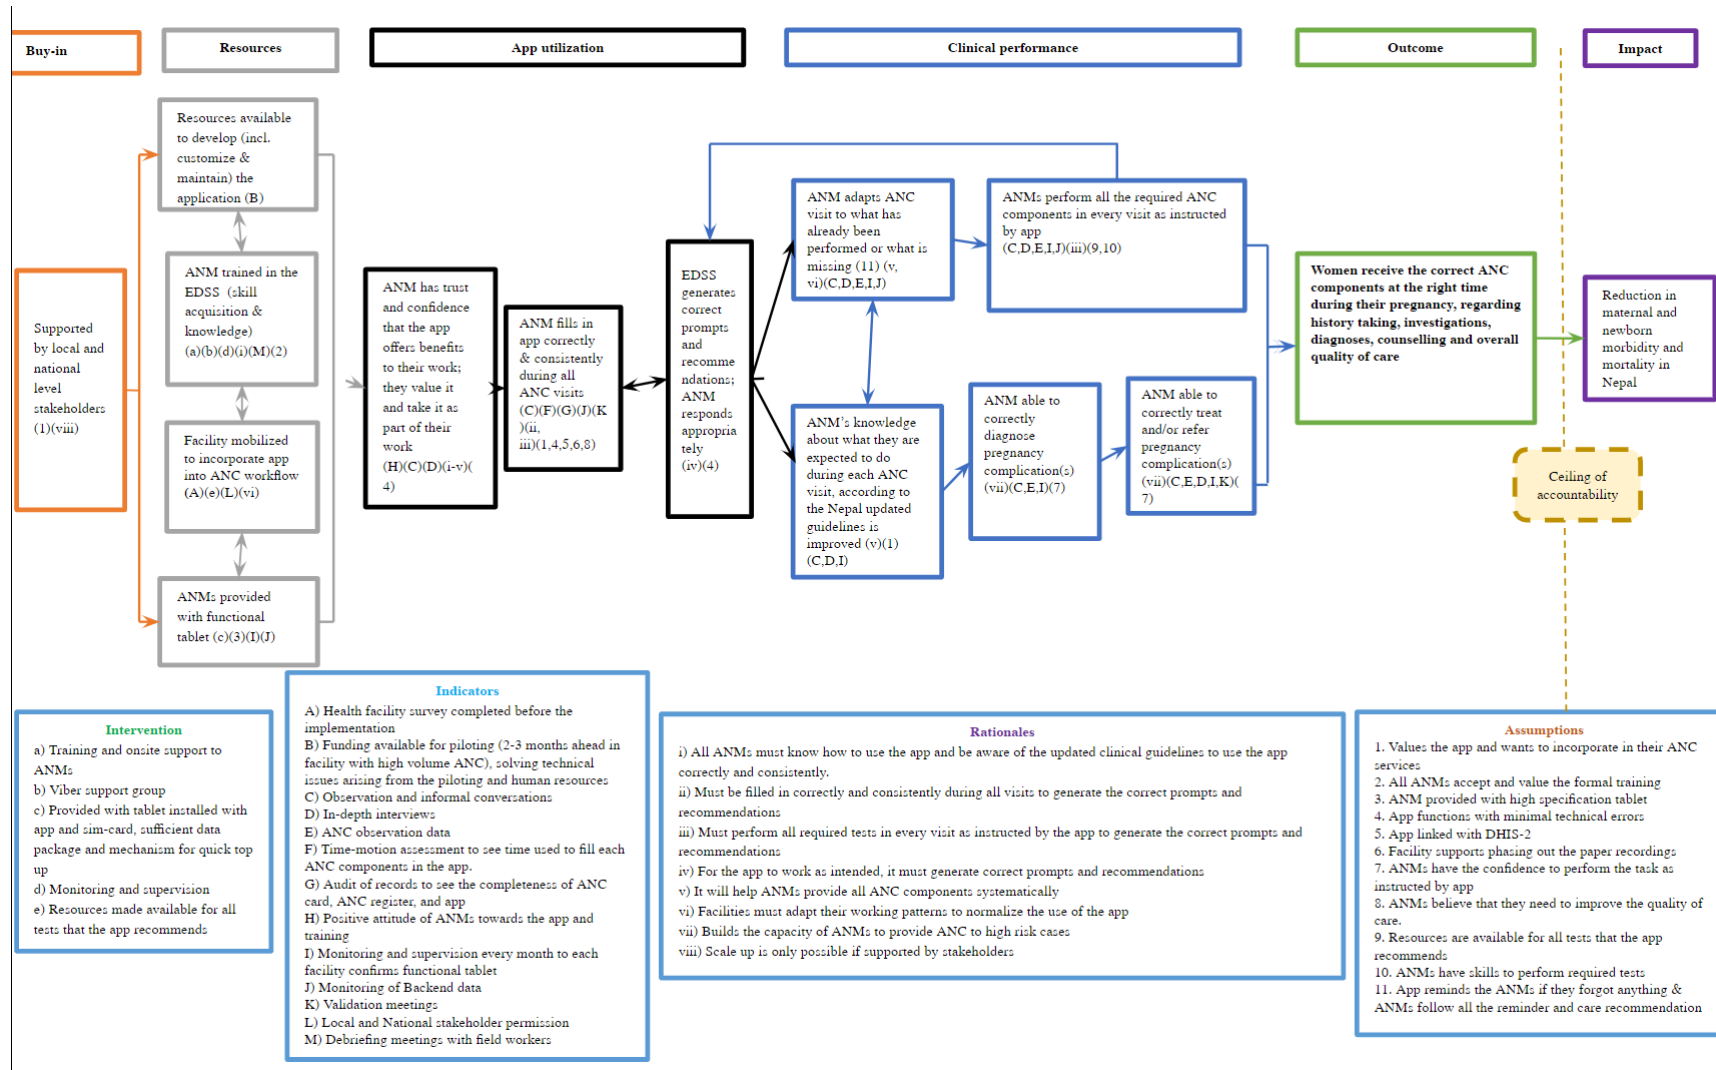 Buy-in
Resources
App utilization
Clinical performance
Outcome
Impact
Supported
by local and
national
level
stakeholders
(1)(viii)
Resources available
to develop (incl.
customize &
maintain) the
application (B)
ANM trained in the
EDSS (skill
acquisition &
knowledge)
(a)(b)(d)(i)(M)(2)
Facility mobilized
to incorporate app
into ANC workflow
(A)(e)(L)(vi)
ANMs provided
with functional
tablet (c)(3)(I)(J)
ANM has trust
and confidence
that the app
offers benefits
to their work;
they value it
and take it as
part of their
work
(H)(C)(D)(i-v)(
4)
ANM fills in
app correctly
& consistently
during all
ANC visits
(C)(F)(G)(J)(K
)(ii,
iii)(1,4,5,6,8)
EDSS
generates
correct
prompts
and
recomme
ndations;
ANM
responds
appropria
tely
(iv)(4)
ANM adapts ANC
visit to what has
already been
performed or what is
missing (11) (v,
vi)(C,D,E,I,J)
ANMs perform all the required ANC
components in every visit as instructed
by app
(C,D,E,I,J)(iii)(9,10)
ANM's knowledge
about what they are
expected to do
during each ANC
visit, according to
the Nepal updated
guidelines is
improved (v)(1)
(C,D,I)
ANM able to
correctly
diagnose
pregnancy
complication(s)
(vii)(C,E,I)(7)
ANM able to
correctly treat
and/or refer
pregnancy
complication(s)
(vii)(C,E,D,I,K)(
7)
Women receive the correct ANC
components at the right time
during their pregnancy, regarding
history taking, investigations,
diagnoses, counselling and overall
quality of care
Reduction in
maternal and
newborn
morbidity and
mortality in
Nepal
Ceiling of
accountability
Intervention
a) Training and onsite support to
ANMs
b) Viber support group
c) Provided with tablet installed with
app and sim-card, sufficient data
package and mechanism for quick top
up
d) Monitoring and supervision
e) Resources made available for all
tests that the app recommends
Indicators
A) Health facility survey completed before the
implementation
B) Funding available for piloting (2-3 months ahead in
facility with high volume ANC), solving technical
issues arising from the piloting and human resources
C) Observation and informal conversations
D) In-depth interviews
E) ANC observation data
F) Time-motion assessment to see time used to fill each
ANC components in the app.
G) Audit of records to see the completeness of ANC
card, ANC register, and app
H) Positive attitude of ANMs towards the app and
training
I) Monitoring and supervision every month to each
facility confirms functional tablet
J) Monitoring of Backend data
K) Validation meetings
L) Local and National stakeholder permission
M) Debriefing meetings with field workers
Rationales
i) All ANMs must know how to use the app and be aware of the updated clinical guidelines to use the app
correctly and consistently.
ii) Must be filled in correctly and consistently during all visits to generate the correct prompts and
recommendations
iii) Must perform all required tests in every visit as instructed by the app to generate the correct prompts and
recommendations
iv) For the app to work as intended, it must generate correct prompts and recommendations
v) It will help ANMs provide all ANC components systematically
vi) Facilities must adapt their working patterns to normalize the use of the app
vii) Builds the capacity of ANMs to provide ANC to high risk cases
viii) Scale up is only possible if supported by stakeholders
Assumptions
1. Values the app and wants to incorporate in their ANC
services
2. All ANMs accept and value the formal training
3. ANM provided with high specification tablet
4. App functions with minimal technical errors
5. App linked with DHIS-2
6. Facility supports phasing out the paper recordings
7. ANMs have the confidence to perform the task as
instructed by app
8. ANMs believe that they need to improve the quality of
care.
9. Resources are available for all tests that the app
recommends
10. ANMs have skills to perform required tests
11. App reminds the ANMs if they forgot anything &
ANMs follow all the reminder and care recommendation